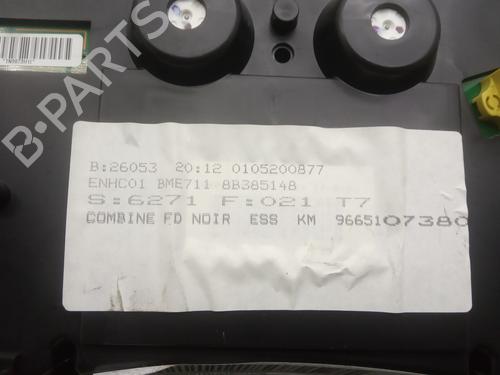 B-PARTS
B:26053 20:12 0105200877
ENHC01 BME711 8B385148
S:6271 F:021 T7
COMBINE FD NOIR ESS KM 9665107380